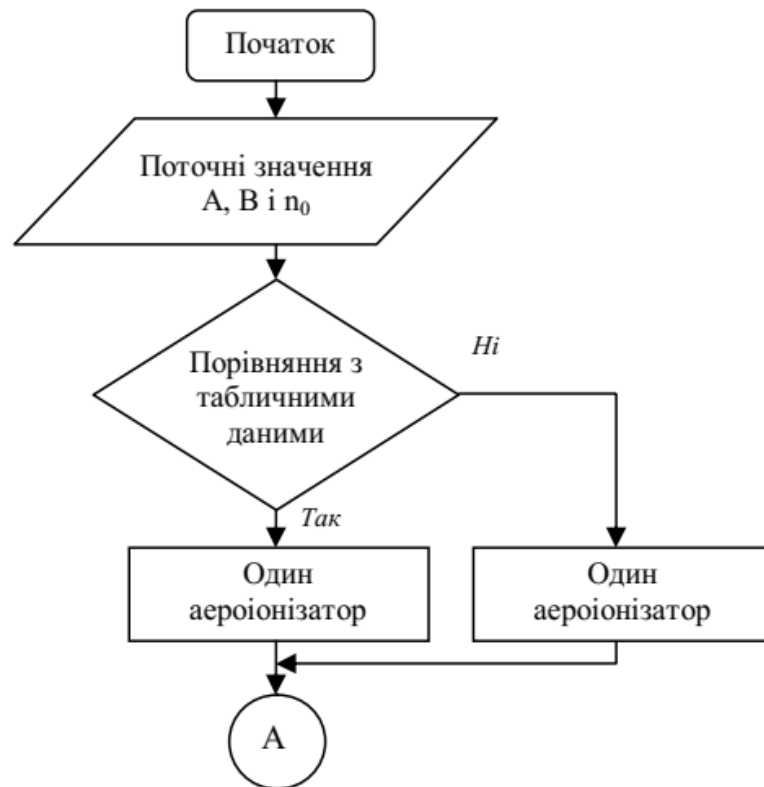 Початок
Поточні значення
А, В і n₀
Порівняння з
табличними
даними
Ні
Так
Один
аероіонізатор
Один
аероіонізатор
А